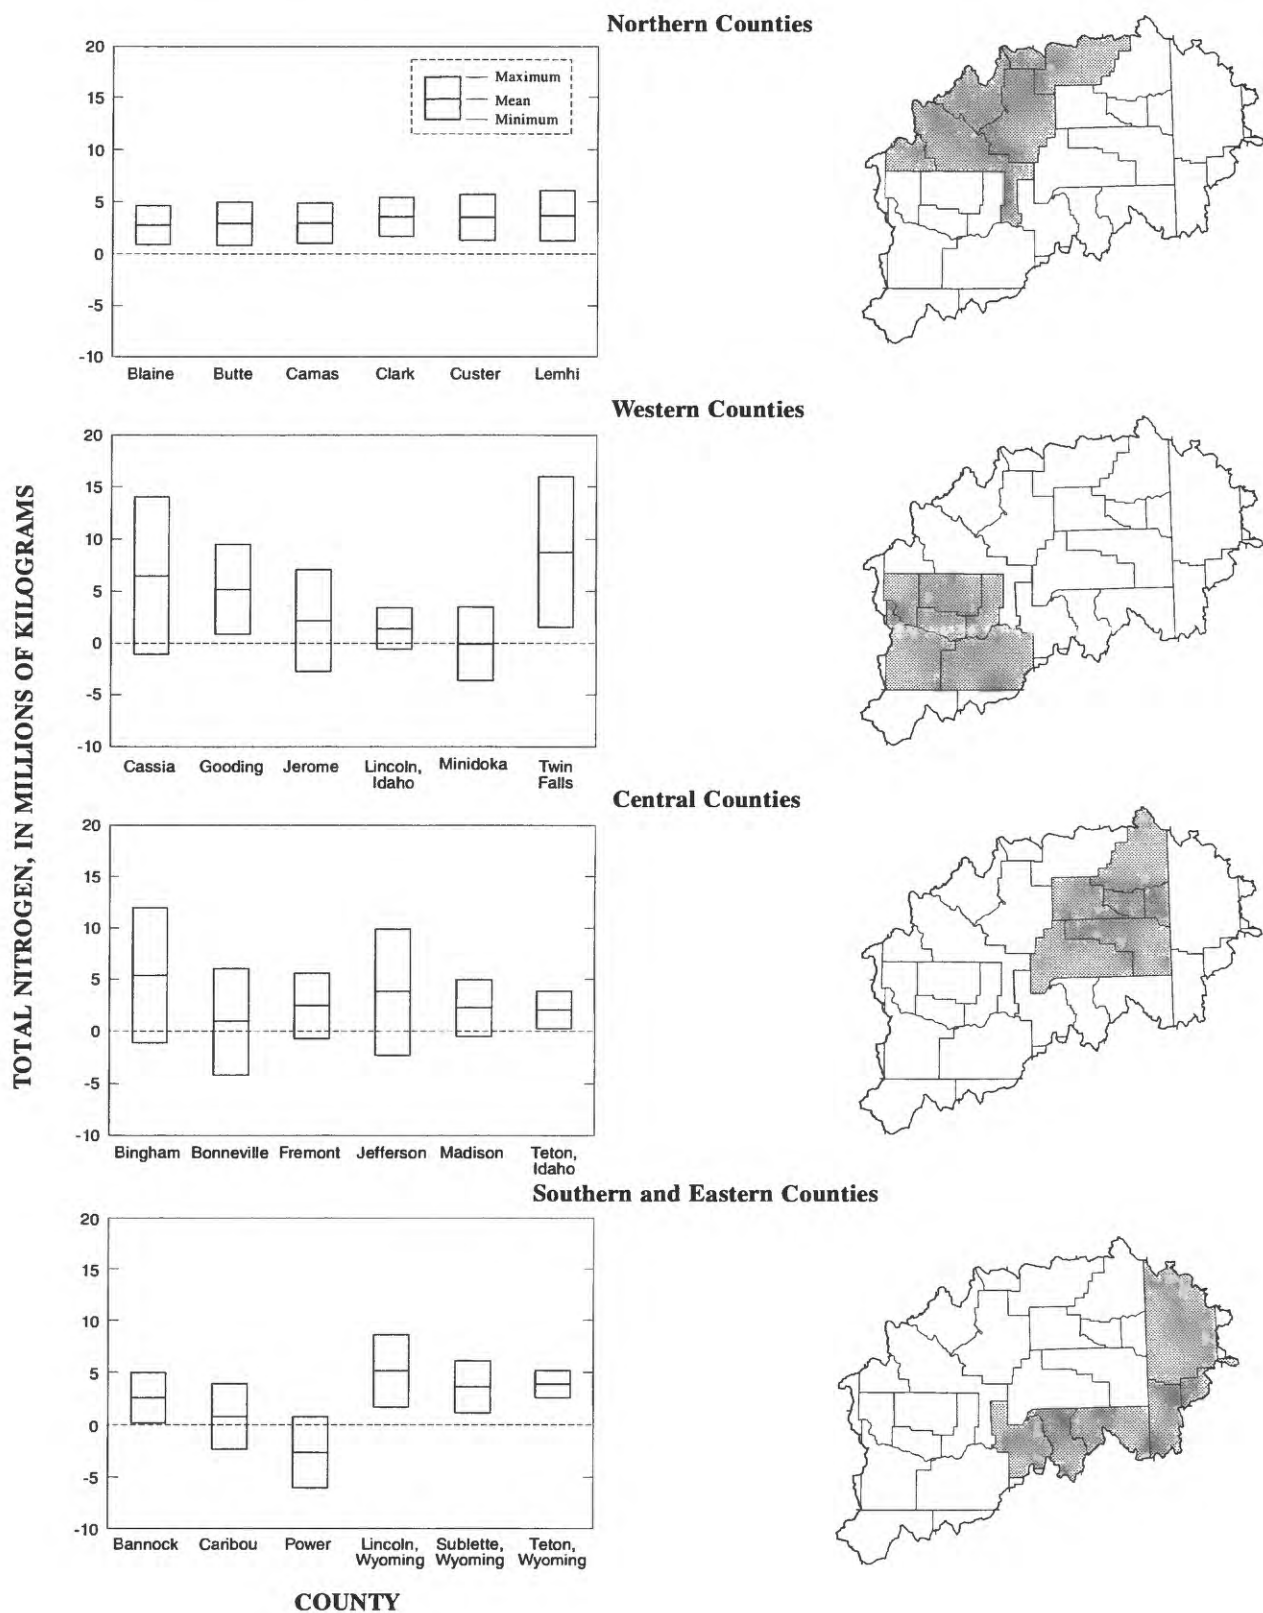 Northern Counties
20
15
10
5
0
-5
-10
Maximum
Mean
Minimum
Blaine Butte Camas Clark Custer Lemhi
Western Counties
20
15
10
5
0
-5
-10
Cassia Gooding Jerome Lincoln, Minidoka Twin
Idaho Falls
Central Counties
20
15
10
5
0
-5
-10
Bingham Bonneville Fremont Jefferson Madison Teton,
Idaho
Southern and Eastern Counties
20
15
10
5
0
-5
-10
Bannock Caribou Power Lincoln, Sublette, Teton,
Wyoming Wyoming Wyoming
COUNTY
TOTAL NITROGEN, IN MILLIONS OF KILOGRAMS